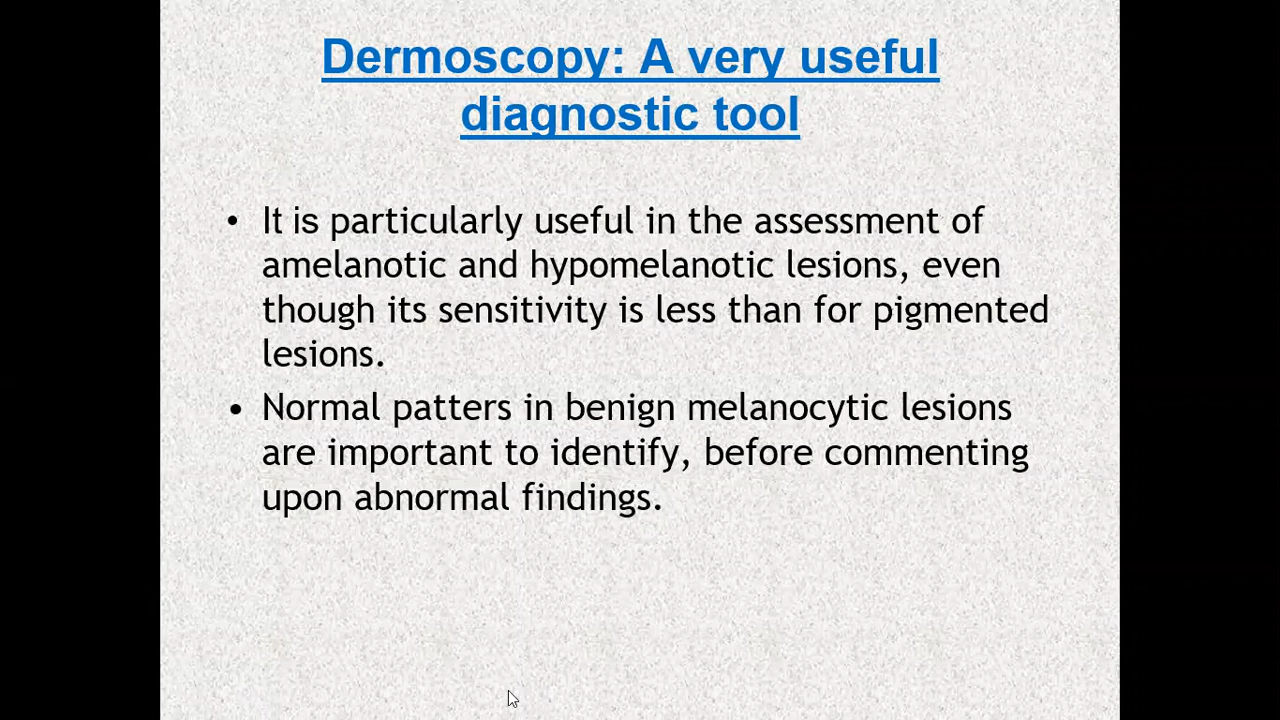 Dermoscopy: A very useful
diagnostic tool
• It is particularly useful in the assessment of
amelanotic and hypomelanotic lesions, even
though its sensitivity is less than for pigmented
lesions.
• Normal patters in benign melanocytic lesions
are important to identify, before commenting
upon abnormal findings.